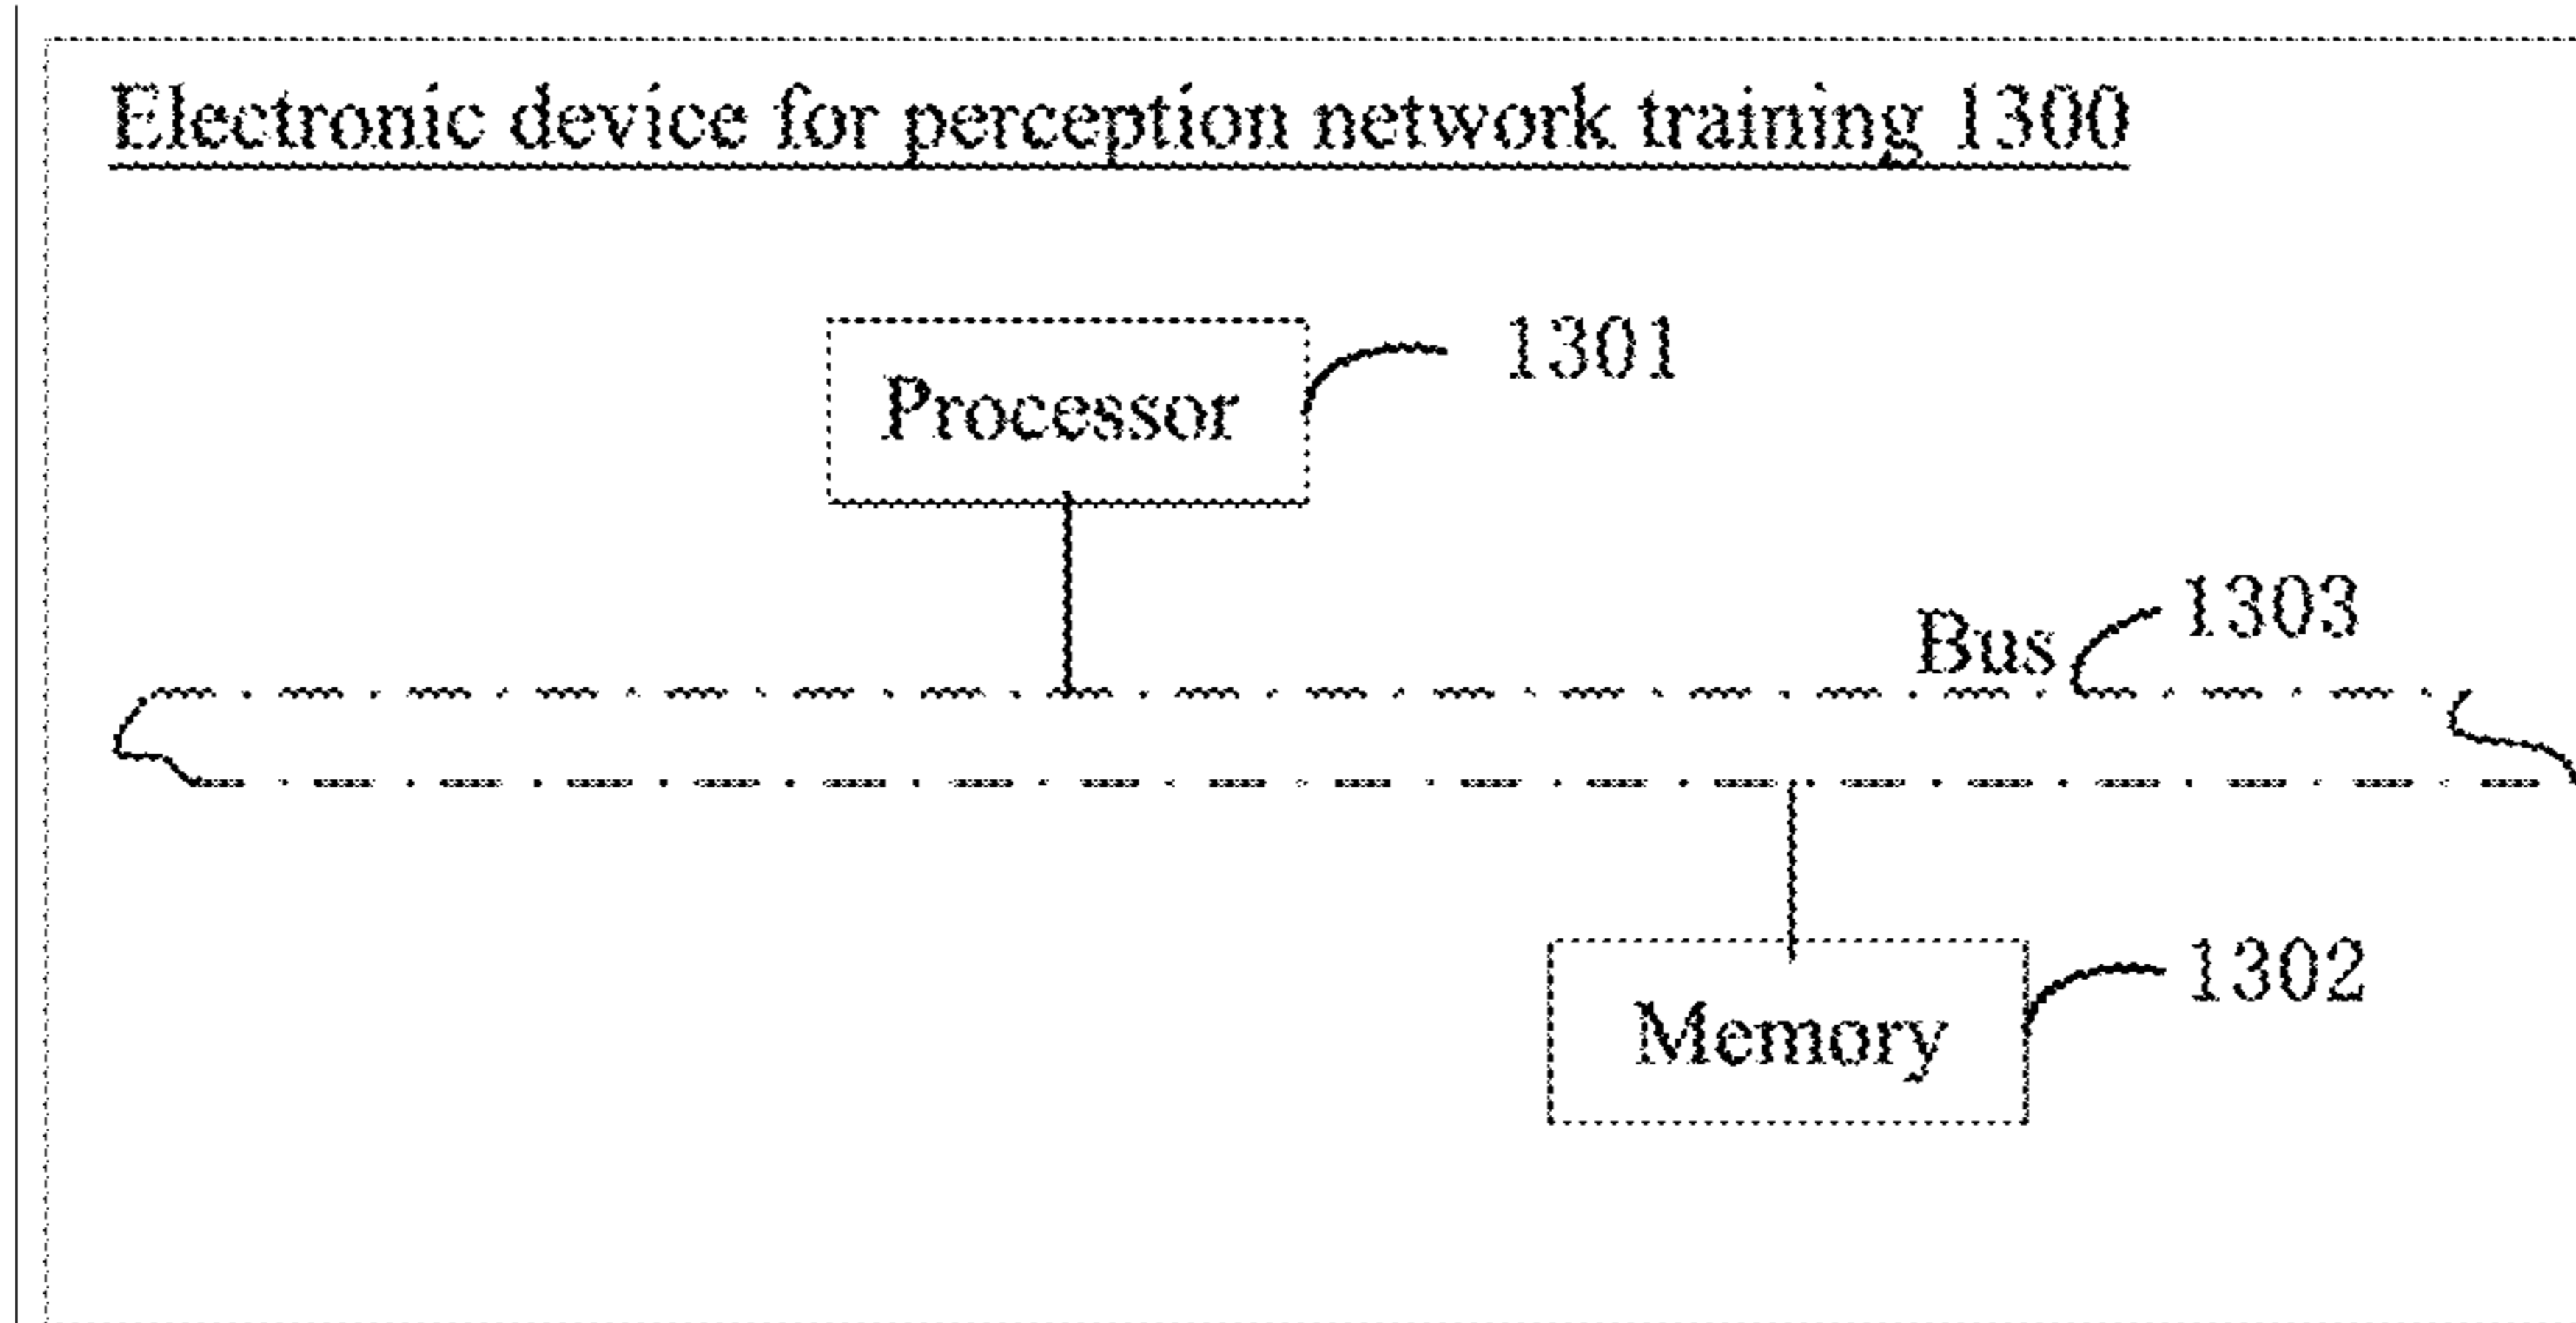 Electronic device for perception network training 1300
1301
Processor
1303
Bus
1302
Memory